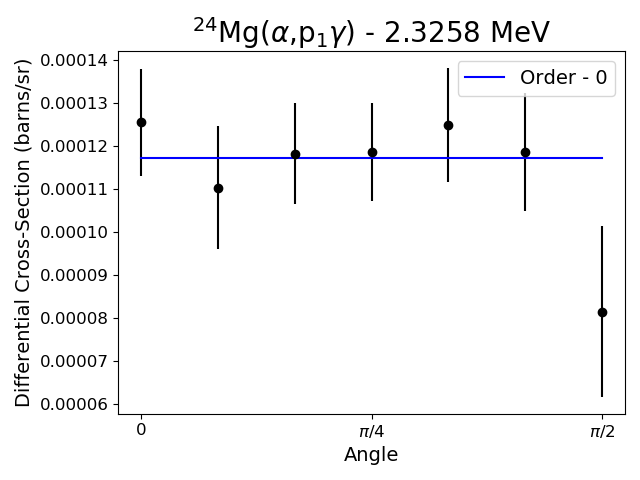 ²⁴Mg(α,p₁γ) - 2.3258 MeV
Order - 0
Differential Cross-Section (barns/sr)
0.00014
0.00013
0.00012
0.00011
0.00010
0.00009
0.00008
0.00007
0.00006
0 π/4 π/2
Angle